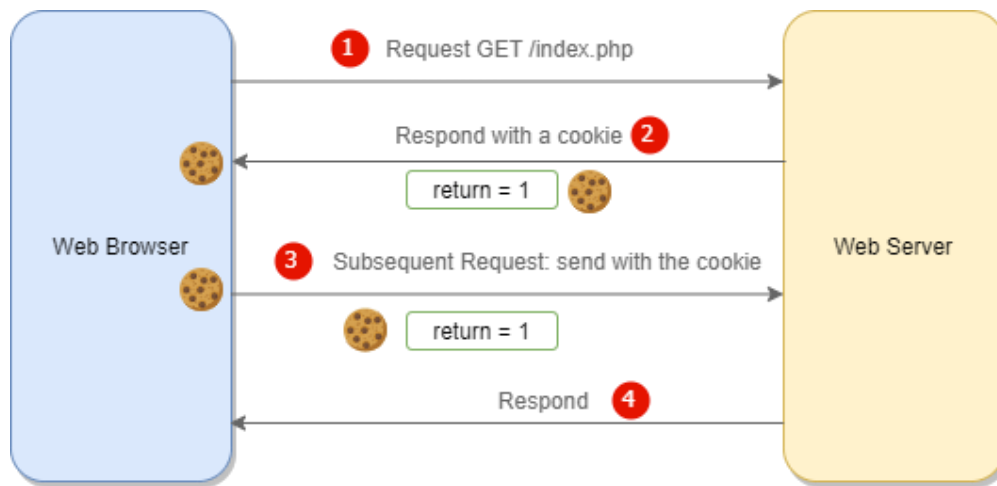 1 Request GET /index.php
Respond with a cookie 2
return = 1
Web Browser
Web Server
3 Subsequent Request: send with the cookie
return = 1
Respond 4